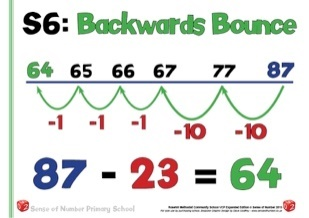 S6: Backwards Bounce
64 65 66 67 77 87
-1 -1 -1 -10 -10
87 - 23 = 64
Sense of Number Primary School